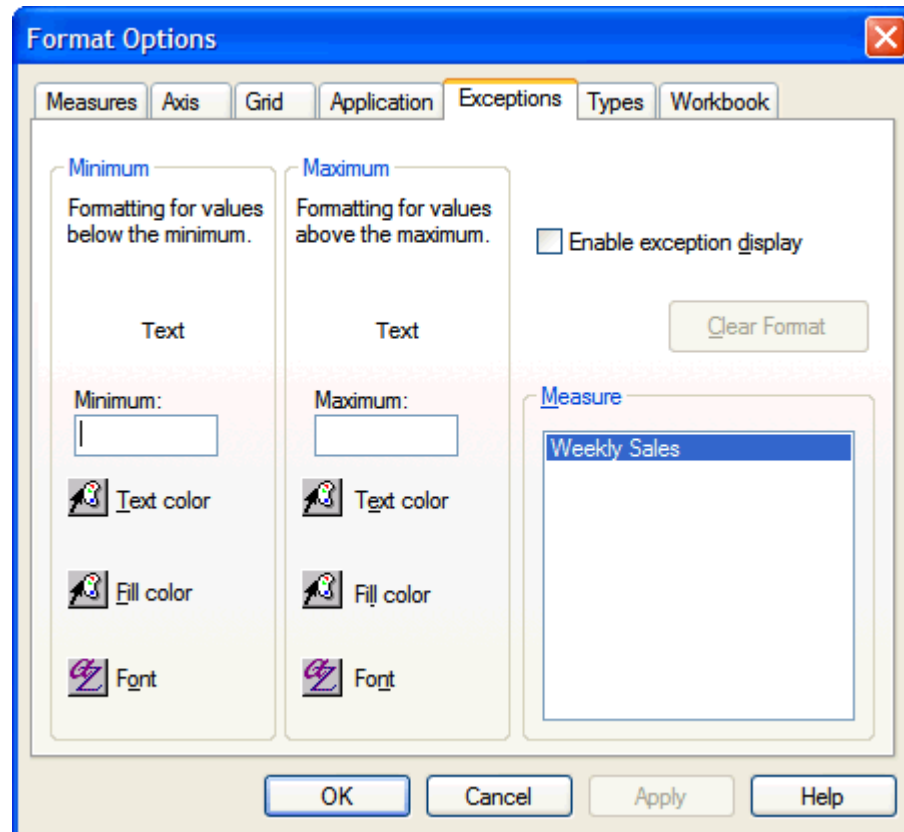 Format Options
Measures Axis Grid Application Exceptions Types Workbook
Minimum
Formatting for values
below the minimum.
Text
Minimum:
Text color
Fill color
Font
Maximum
Formatting for values
above the maximum.
Text
Maximum:
Text color
Fill color
Font
Enable exception display
Clear Format
Measure
Weekly Sales
OK Cancel Apply Help